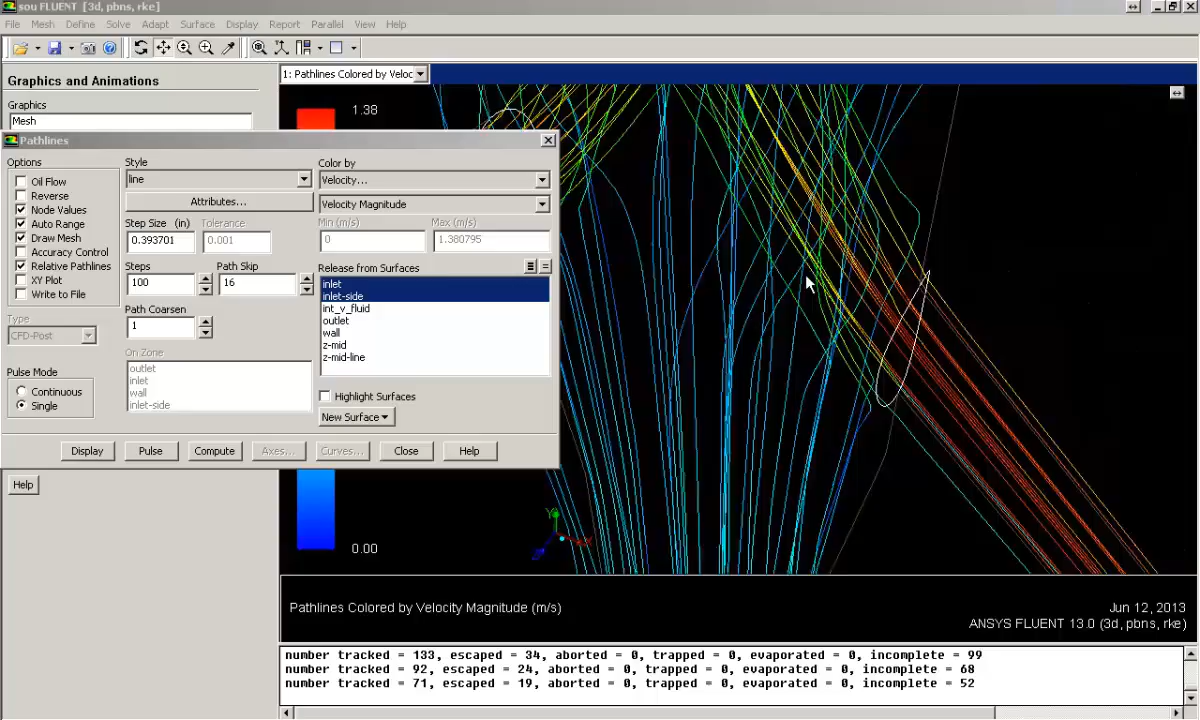 sou FLUENT [3d, pbns, rke]
File Mesh Define Solve Adapt Surface Display Report Parallel View Help
Graphics and Animations
Graphics
Mesh
1: Pathlines Colored by Veloc
1.38
Pathlines
Options
Oil Flow
Reverse
Node Values
Auto Range
Draw Mesh
Accuracy Control
Relative Pathlines
XY Plot
Write to File
Type
CFD-Post
Pulse Mode
Continuous
Single
Style
line
Attributes...
Step Size (in) Tolerance
0.393701 0.001
Steps Path Skip
100 16
Path Coarsen
1
On Zone
outlet
inlet
wall
inlet-side
Color by
Velocity...
Velocity Magnitude
Min (m/s) Max (m/s)
0 1.380795
Release from Surfaces
inlet
inlet-side
int_v_fluid
outlet
wall
z-mid
z-mid-line
Highlight Surfaces
New Surface
Display Pulse Compute Axes... Curves... Close Help
Help
0.00
Y
X
Z
Pathlines Colored by Velocity Magnitude (m/s)
Jun 12, 2013
ANSYS FLUENT 13.0 (3d, pbns, rke)
number tracked = 133, escaped = 34, aborted = 0, trapped = 0, evaporated = 0, incomplete = 99
number tracked = 92, escaped = 24, aborted = 0, trapped = 0, evaporated = 0, incomplete = 68
number tracked = 71, escaped = 19, aborted = 0, trapped = 0, evaporated = 0, incomplete = 52